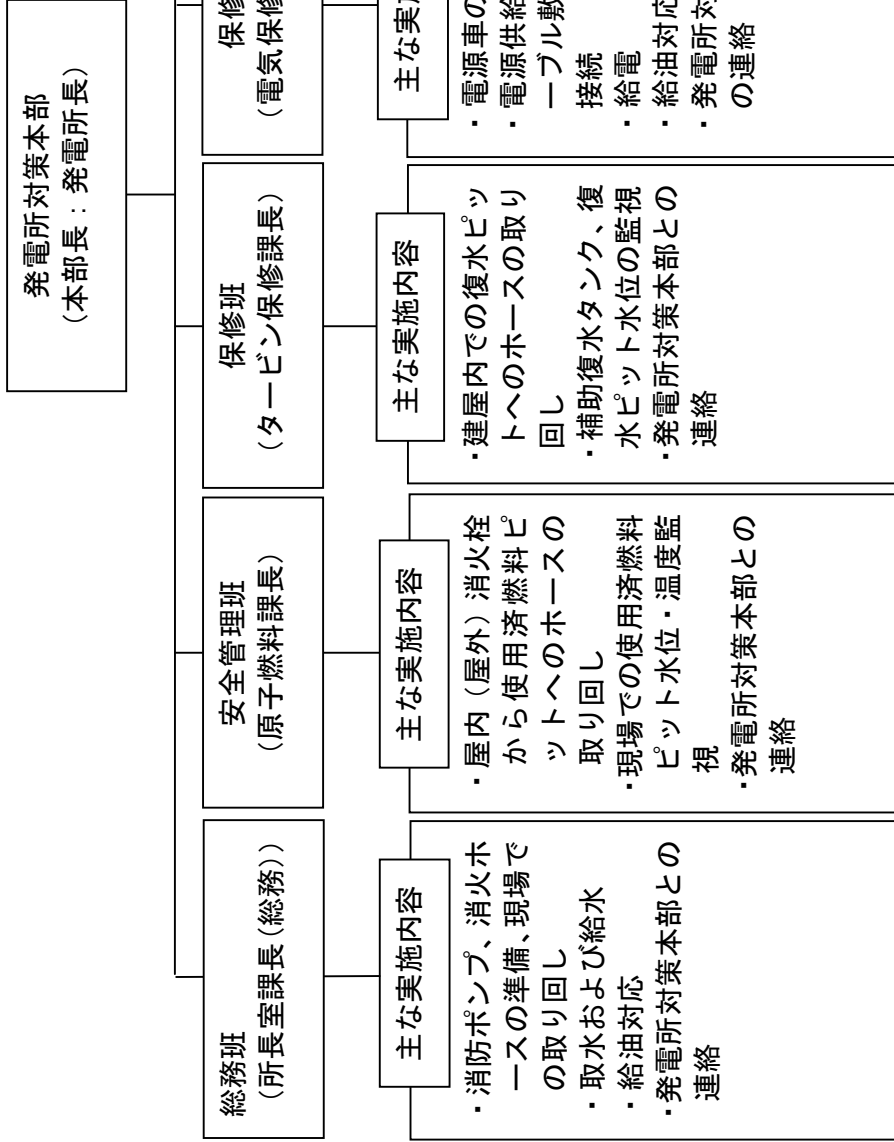 発電所対策本部
（本部長：発電所長）
総務班
（所長室課長（総務））
主な実施内容
・消防ポンプ、消火ホ
ースの準備、現場で
の取り回し
・取水および給水
・給油対応
・発電所対策本部との
連絡
安全管理班
（原子燃料課長）
主な実施内容
・屋内（屋外）消火栓
から使用済燃料ピ
ットへのホースの
取り回し
・現場での使用済燃料
ピット水位・温度監
視
・発電所対策本部との
連絡
保修班
（タービン保修課長）
主な実施内容
・建屋内での復水ピッ
トへのホースの取り
回し
・補助復水タンク、復
水ピット水位の監視
・発電所対策本部との
連絡
保修
（電気保修
主な実施
・電源車の
・電源供給
ーブル敷
接続
・給電
・給油対応
・発電所対
の連絡